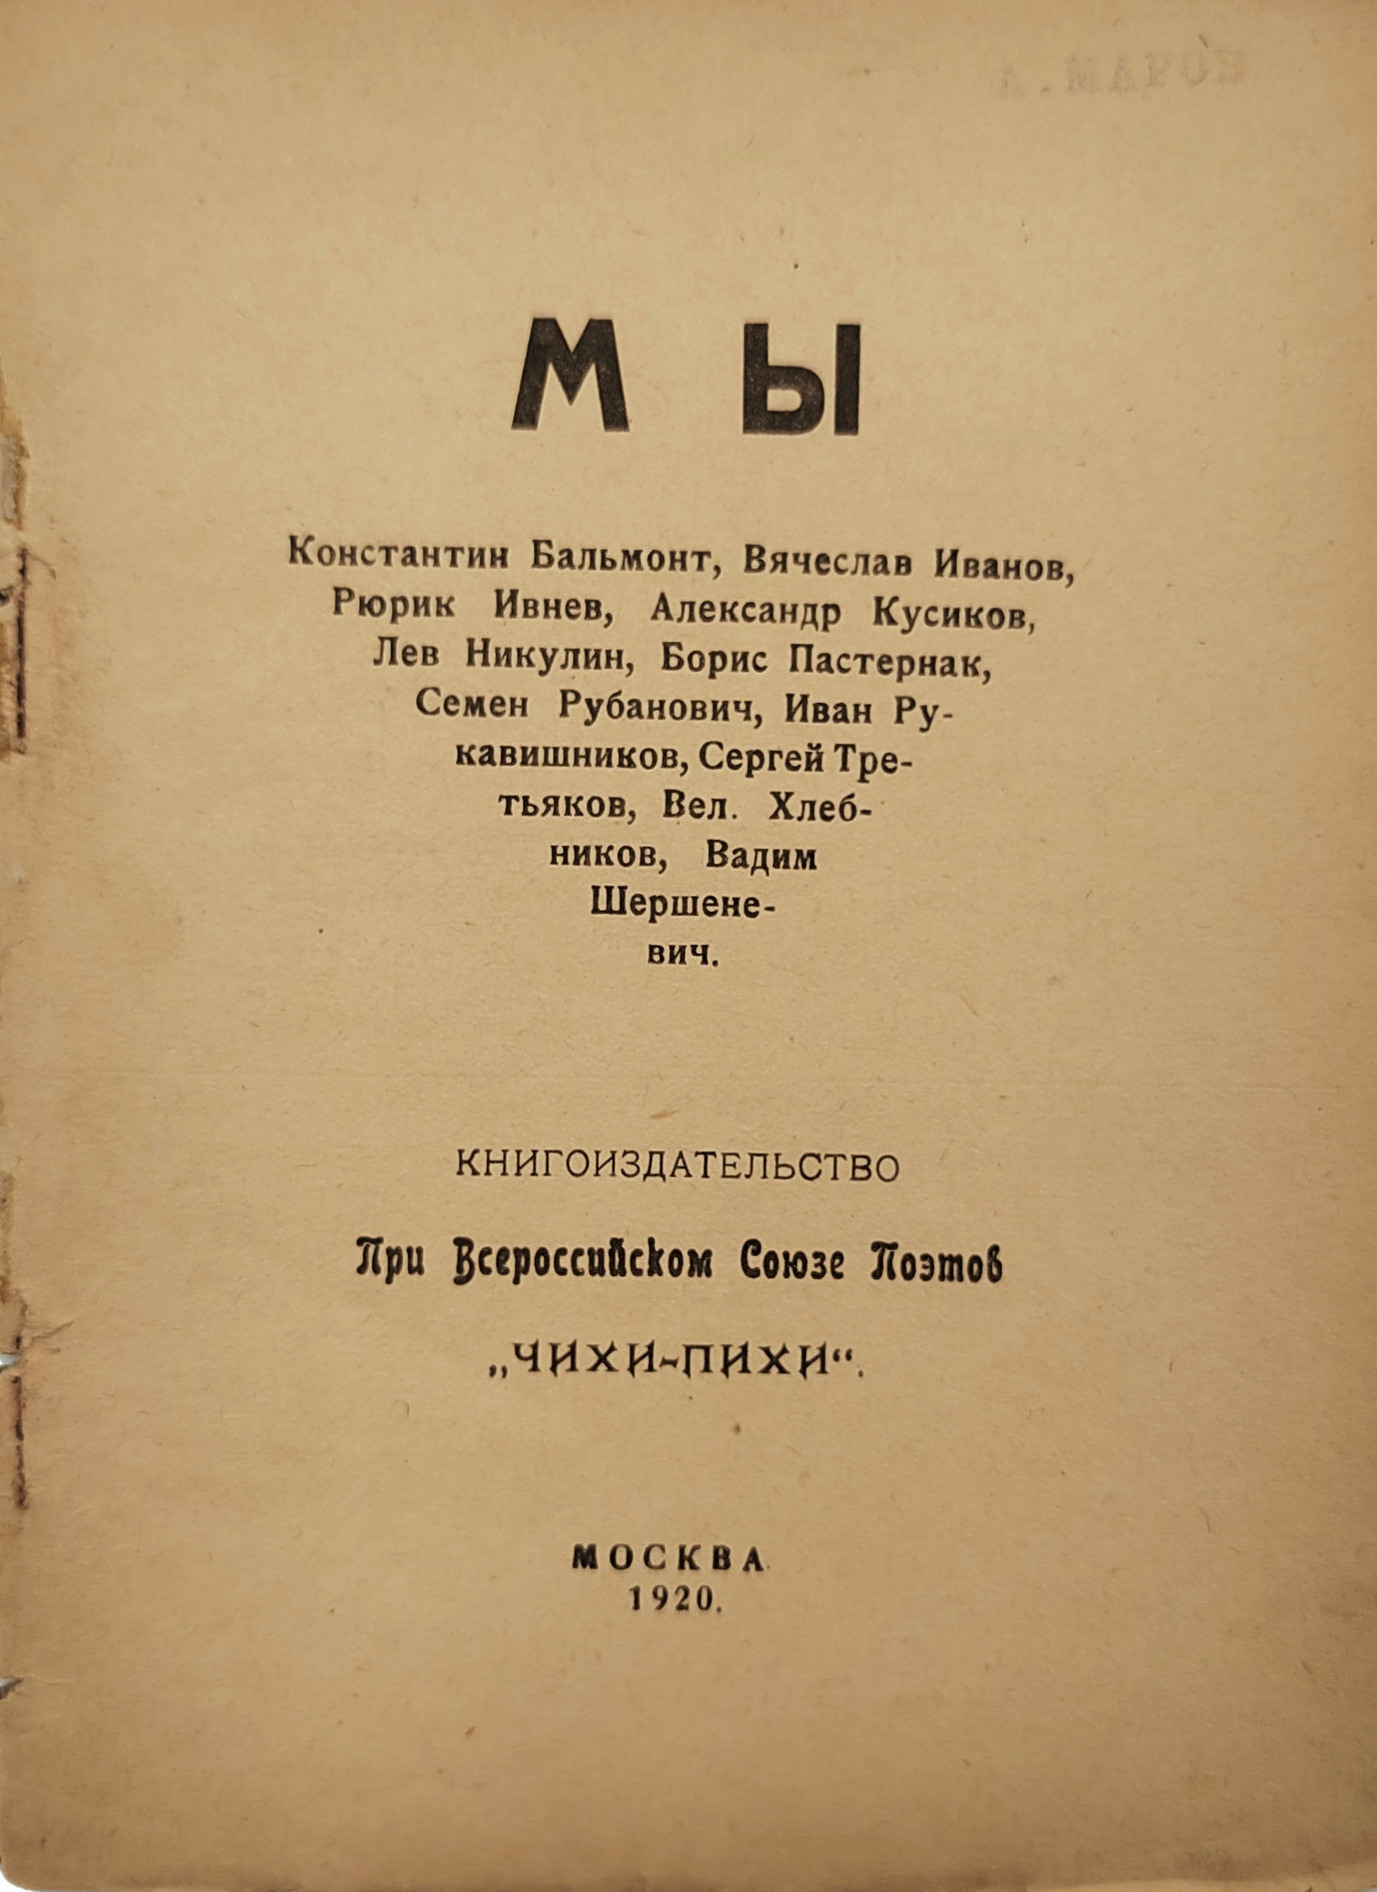 А. МАРОВ
М Ы
Константин Бальмонт, Вячеслав Иванов,
Рюрик Ивнев, Александр Кусиков,
Лев Никулин, Борис Пастернак,
Семен Рубанович, Иван Ру-
кавишников, Сергей Тре-
тьяков, Вел. Хлеб-
ников, Вадим
Шершене-
вич.
КНИГОИЗДАТЕЛЬСТВО
При Всероссийском Союзе Поэтов
„ЧИХИ-ПИХИ“.
МОСКВА
1920.